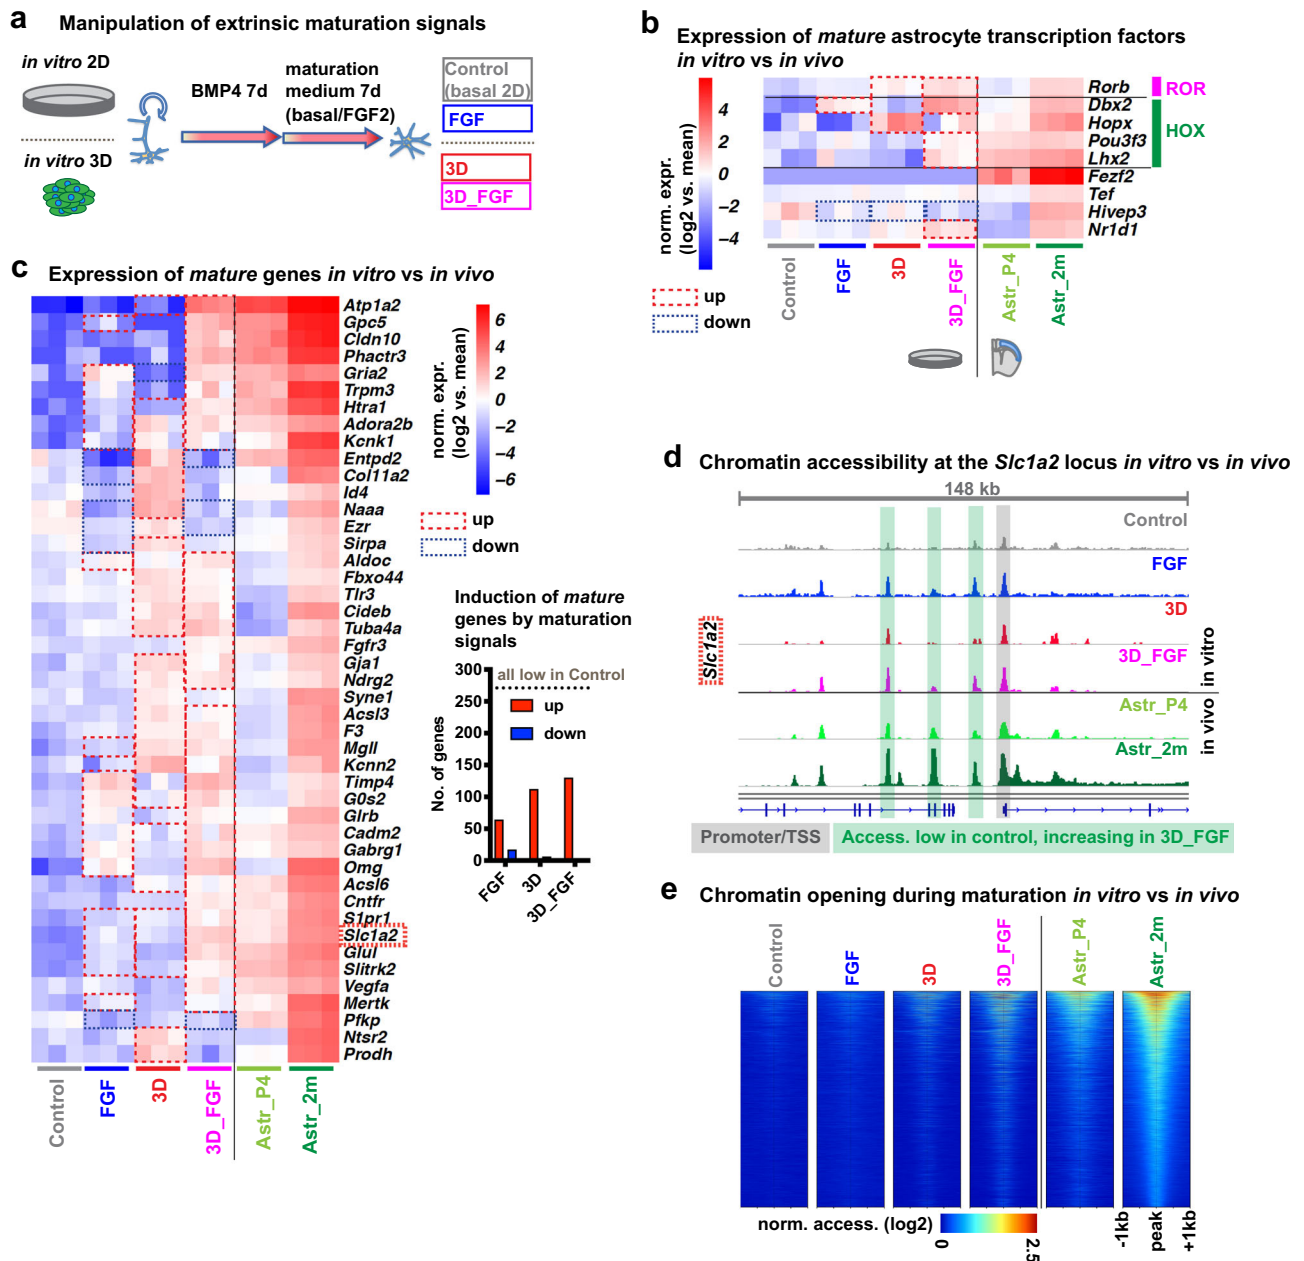 a
Manipulation of extrinsic maturation signals
in vitro 2D
in vitro 3D
BMP4 7d
maturation
medium 7d
(basal/FGF2)
Control
(basal 2D)
FGF
3D
3D_FGF
b
Expression of mature astrocyte transcription factors
in vitro vs in vivo
norm. expr.
(log2 vs. mean)
4
2
0
−2
−4
Rorb
Dbx2
Hopx
Pou3f3
Lhx2
Fezf2
Tef
Hivep3
Nr1d1
ROR
HOX
up
down
Control
FGF
3D
3D_FGF
Astr_P4
Astr_2m
c
Expression of mature genes in vitro vs in vivo
Atp1a2
Gpc5
Cldn10
Phactr3
Gria2
Trpm3
Htra1
Adora2b
Kcnk1
Entpd2
Col11a2
Id4
Naaa
Ezr
Sirpa
Aldoc
Fbxo44
Tlr3
Cideb
Tuba4a
Fgfr3
Gja1
Ndrg2
Syne1
Acsl3
F3
Mgll
Kcnn2
Timp4
G0s2
Glrb
Cadm2
Gabrg1
Omg
Acsl6
Cntfr
S1pr1
Slc1a2
Glul
Slitrk2
Vegfa
Mertk
Pfkp
Ntsr2
Prodh
Control
FGF
3D
3D_FGF
Astr_P4
Astr_2m
norm. expr.
(log2 vs. mean)
6
4
2
0
−2
−4
−6
up
down
Induction of mature
genes by maturation
signals
all low in Control
up
down
No. of genes
300
250
200
150
100
50
0
FGF
3D
3D_FGF
d
Chromatin accessibility at the Slc1a2 locus in vitro vs in vivo
148 kb
Control
FGF
3D
3D_FGF
Astr_P4
Astr_2m
Slc1a2
in vitro
in vivo
Promoter/TSS
Access. low in control, increasing in 3D_FGF
e
Chromatin opening during maturation in vitro vs in vivo
Control
FGF
3D
3D_FGF
Astr_P4
Astr_2m
norm. access. (log2)
0
2.5
-1kb
peak
+1kb